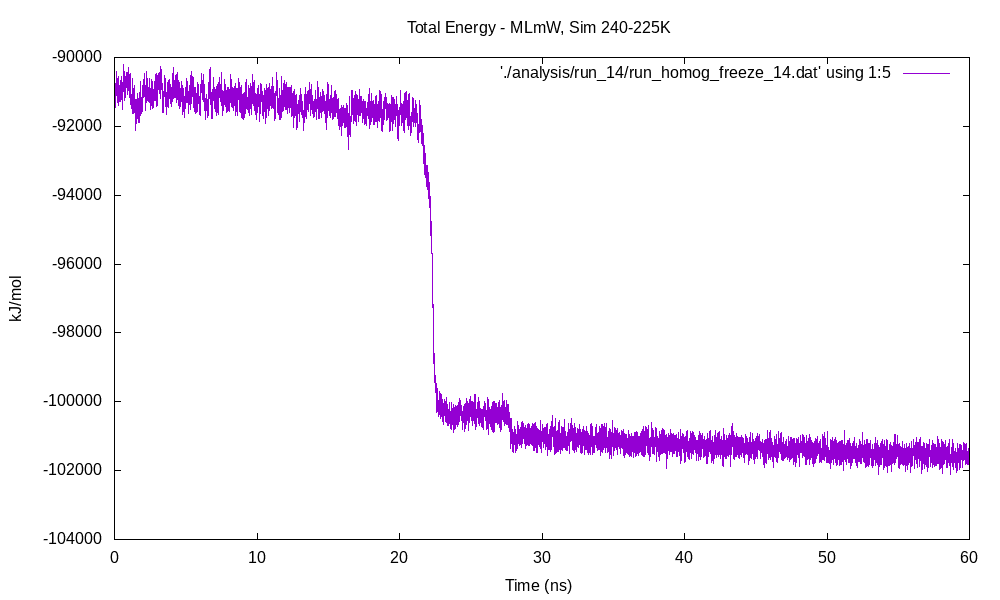 Total Energy - MLmW, Sim 240-225K
'./analysis/run_14/run_homog_freeze_14.dat' using 1:5
-90000
-92000
-94000
-96000
-98000
-100000
-102000
-104000
kJ/mol
0 10 20 30 40 50 60
Time (ns)